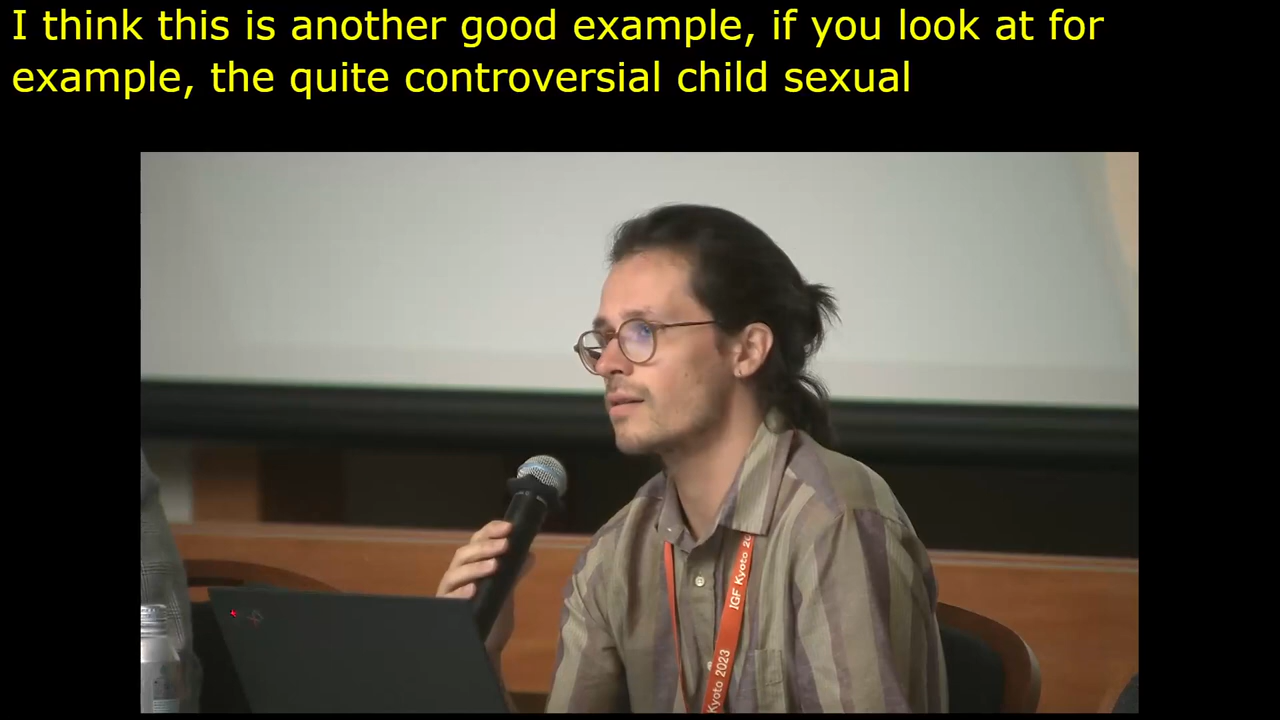 I think this is another good example, if you look at for
example, the quite controversial child sexual
IGF Kyoto 20
Kyoto 2023